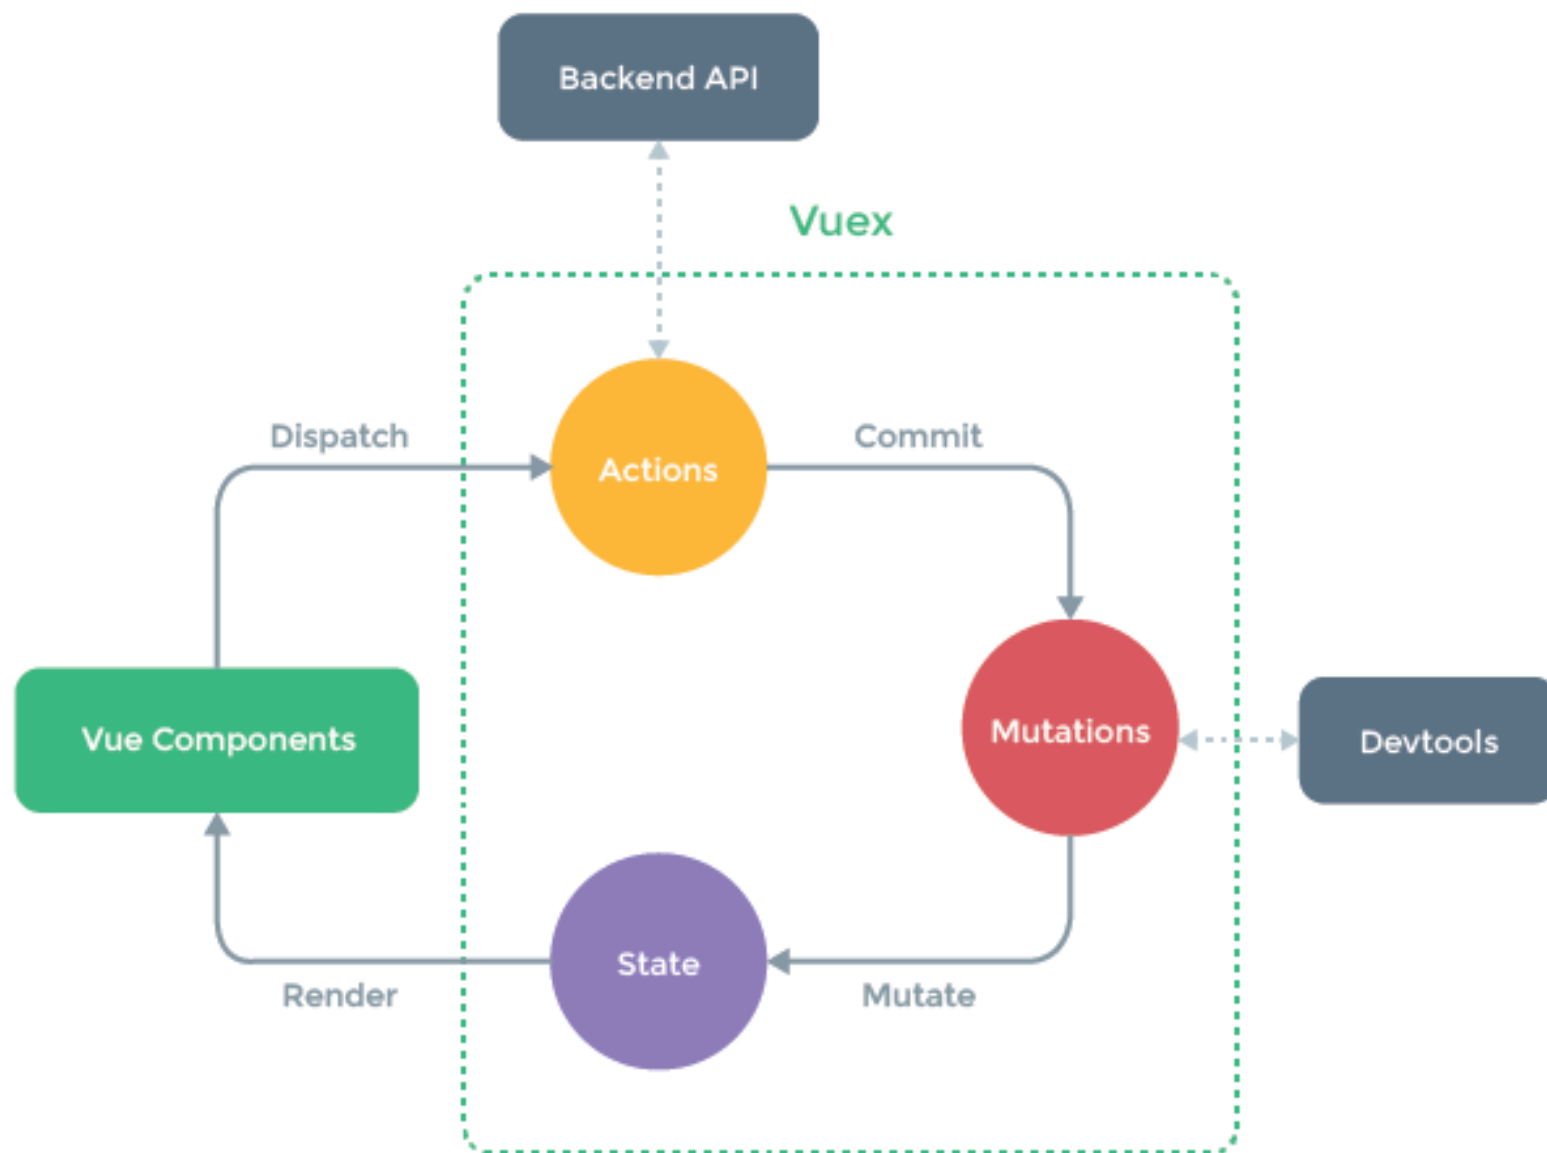 Backend API
Vuex
Dispatch
Commit
Actions
Vue Components
Mutations
Devtools
State
Render
Mutate